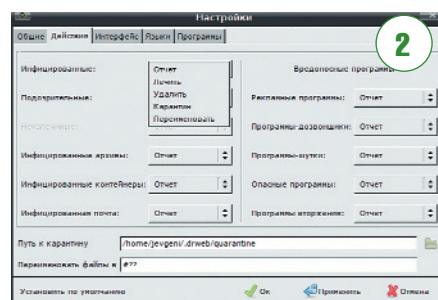 Настройки
Общие Действия Интерфейс Языки Программы
2
Инфицированные:
Отчет
Лечить
Удалить
Карантин
Переименовать
Вредоносные программы
Подозрительные:
Рекламные программы: Отчет
Программы-дозвонщики: Отчет
Инфицированные архивы: Отчет
Программы-шутки: Отчет
Инфицированные контейнеры: Отчет
Опасные программы: Отчет
Инфицированная почта: Отчет
Программы вторжения: Отчет
Путь к карантину /home/jevgeni/.drweb/quarantine
Переименовать файлы в #??
Установить по умолчанию Ok Применить Отмена